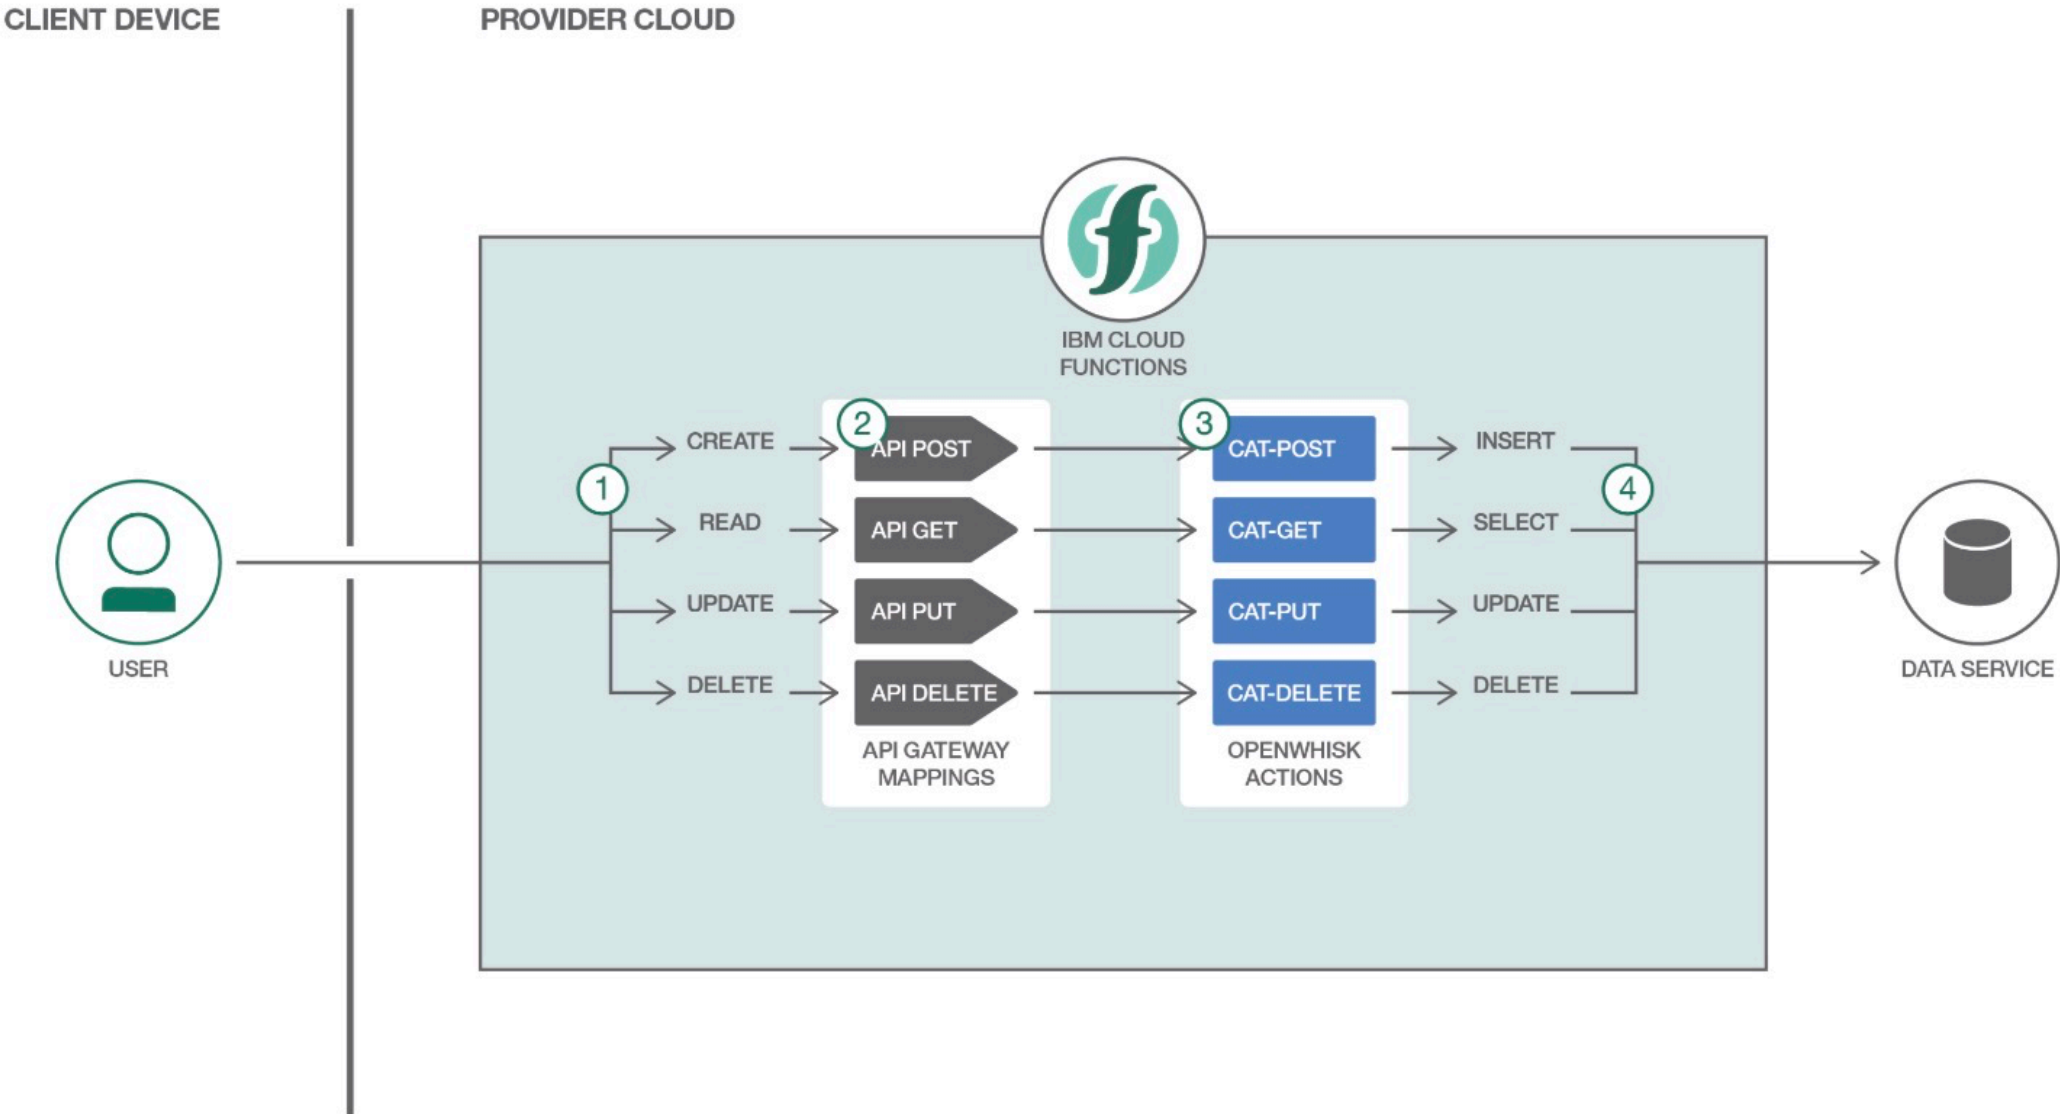 CLIENT DEVICE
PROVIDER CLOUD
IBM CLOUD
FUNCTIONS
1
2
3
4
CREATE
API POST
CAT-POST
INSERT
READ
API GET
CAT-GET
SELECT
UPDATE
API PUT
CAT-PUT
UPDATE
DELETE
API DELETE
CAT-DELETE
DELETE
API GATEWAY
MAPPINGS
OPENWHISK
ACTIONS
USER
DATA SERVICE